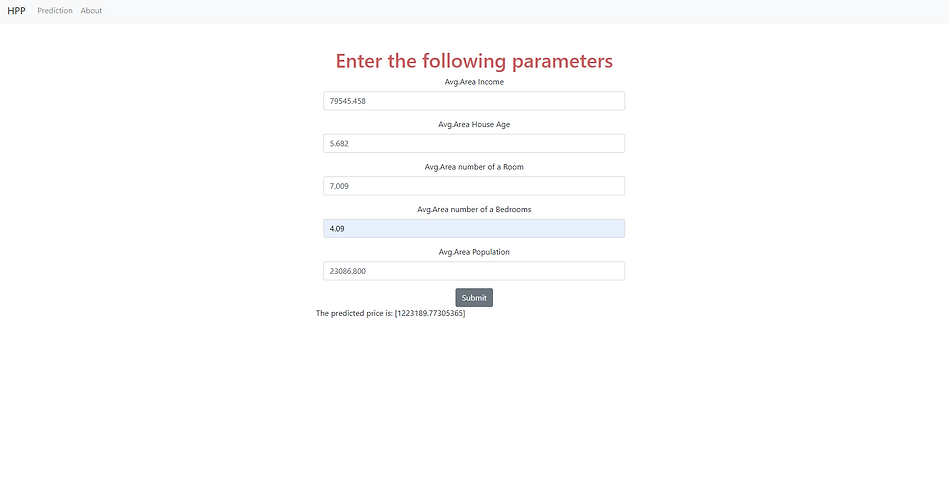 HPP Prediction About
Enter the following parameters
Avg.Area Income
79545.458
Avg.Area House Age
5.682
Avg.Area number of a Room
7.009
Avg.Area number of a Bedrooms
4.09
Avg.Area Population
23086.800
Submit
The predicted price is: [1223189.77305365]